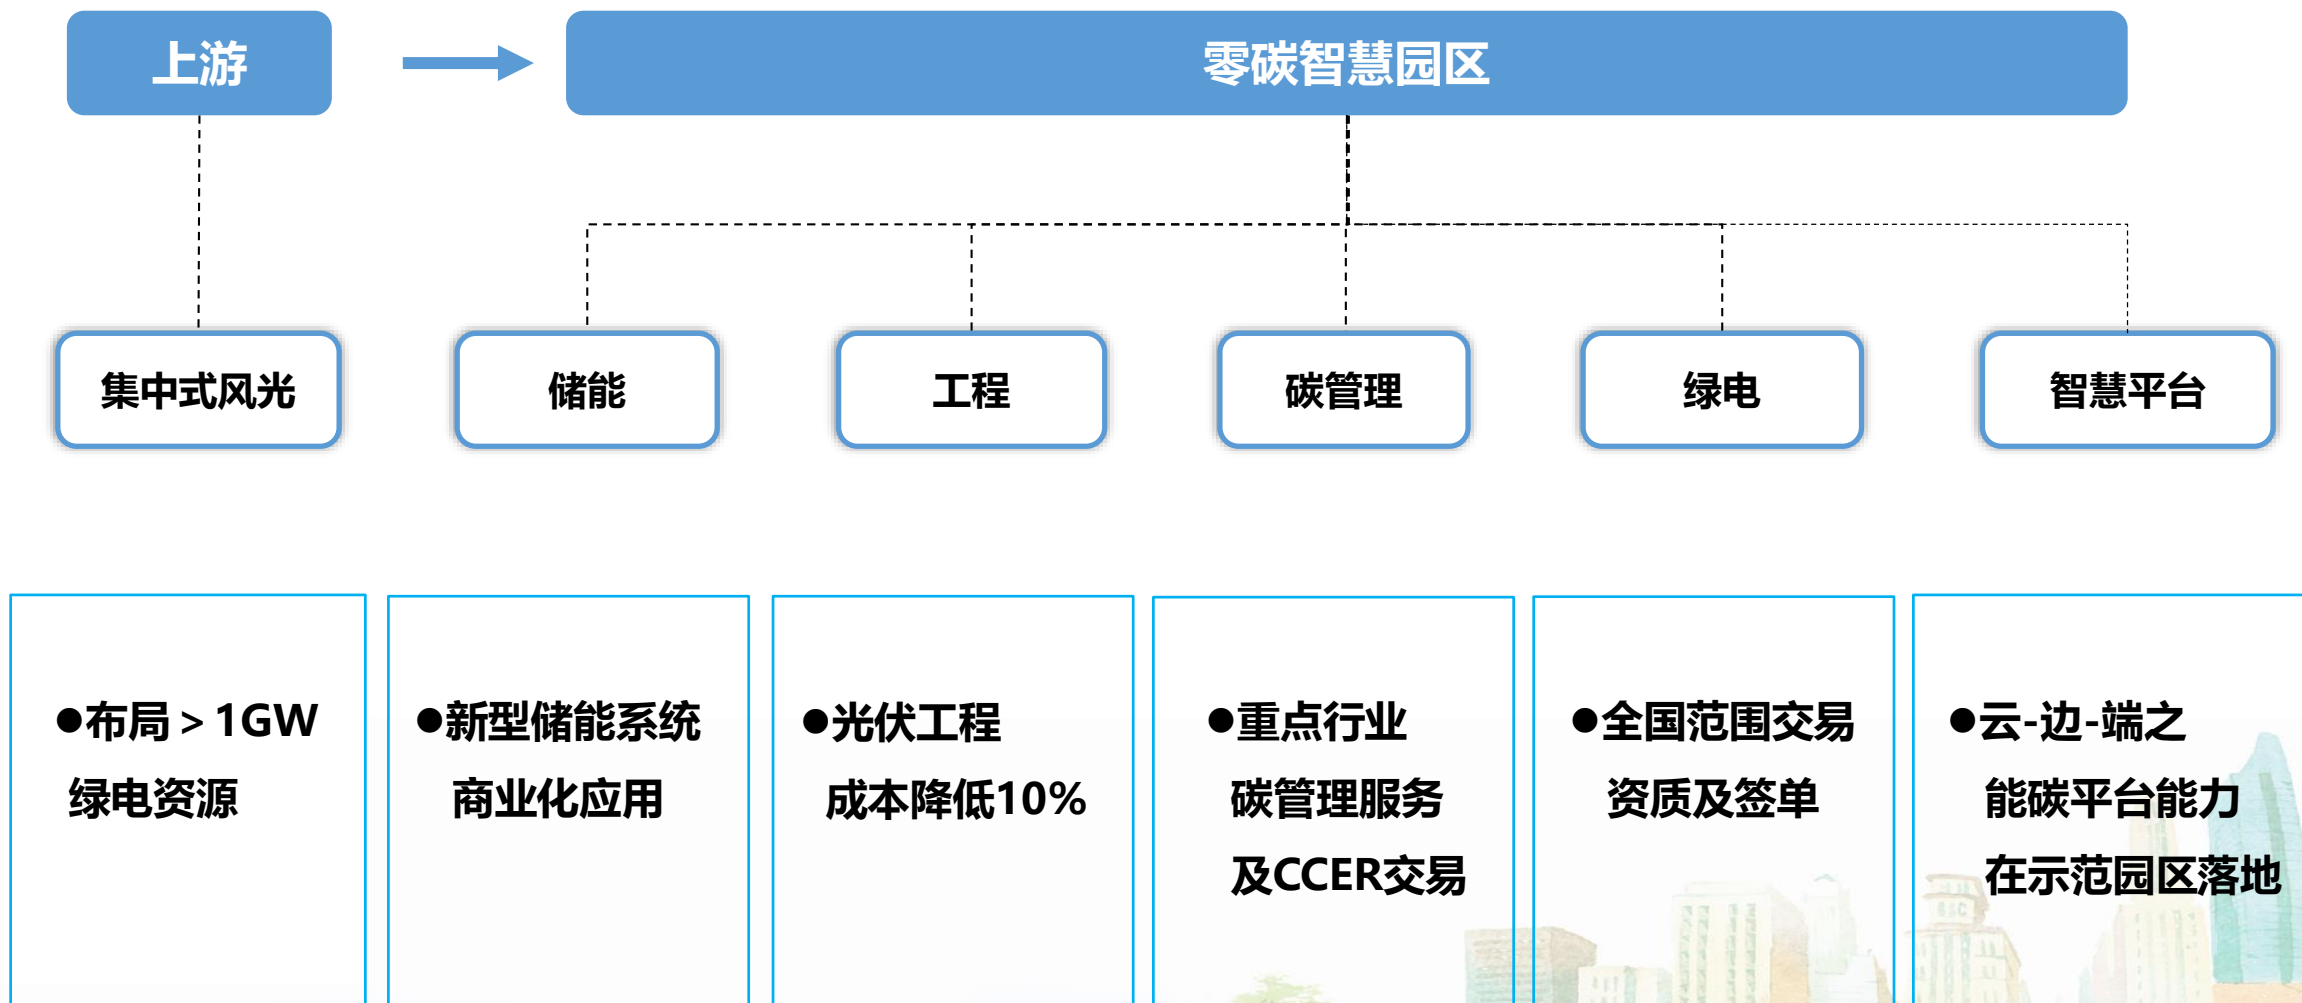 上游
零碳智慧园区
集中式风光
储能
工程
碳管理
绿电
智慧平台
●布局＞1GW
绿电资源
●新型储能系统
商业化应用
●光伏工程
成本降低10%
●重点行业
碳管理服务
及CCER交易
●全国范围交易
资质及签单
●云-边-端之
能碳平台能力
在示范园区落地